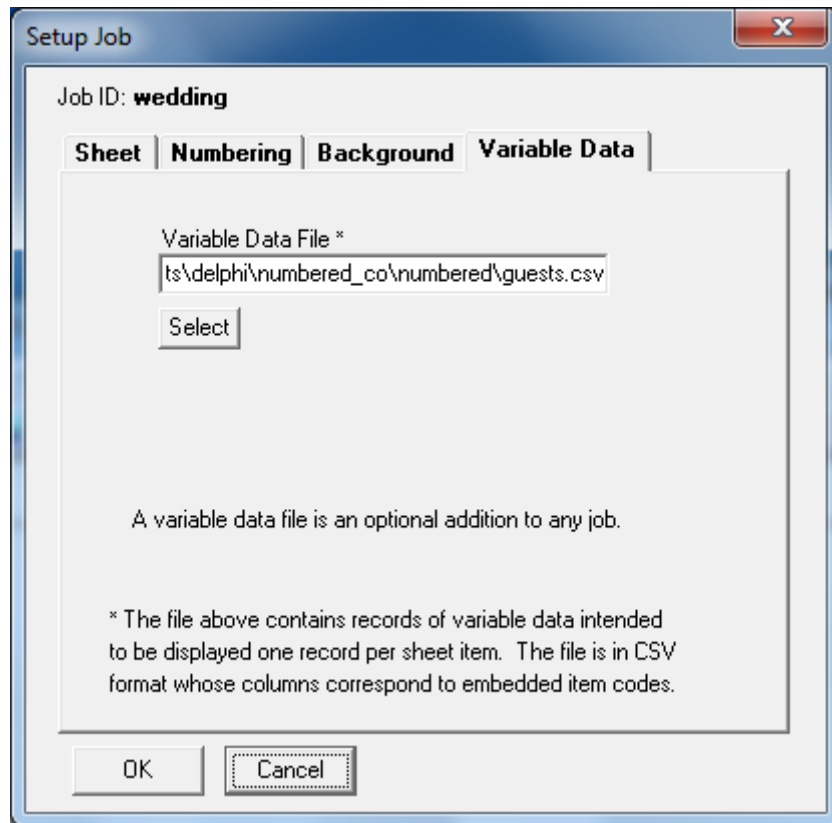 Setup Job
Job ID: wedding
Sheet Numbering Background Variable Data
Variable Data File *
ts\delphi\numbered_co\numbered\guests.csv
Select
A variable data file is an optional addition to any job.
* The file above contains records of variable data intended
to be displayed one record per sheet item. The file is in CSV
format whose columns correspond to embedded item codes.
OK Cancel